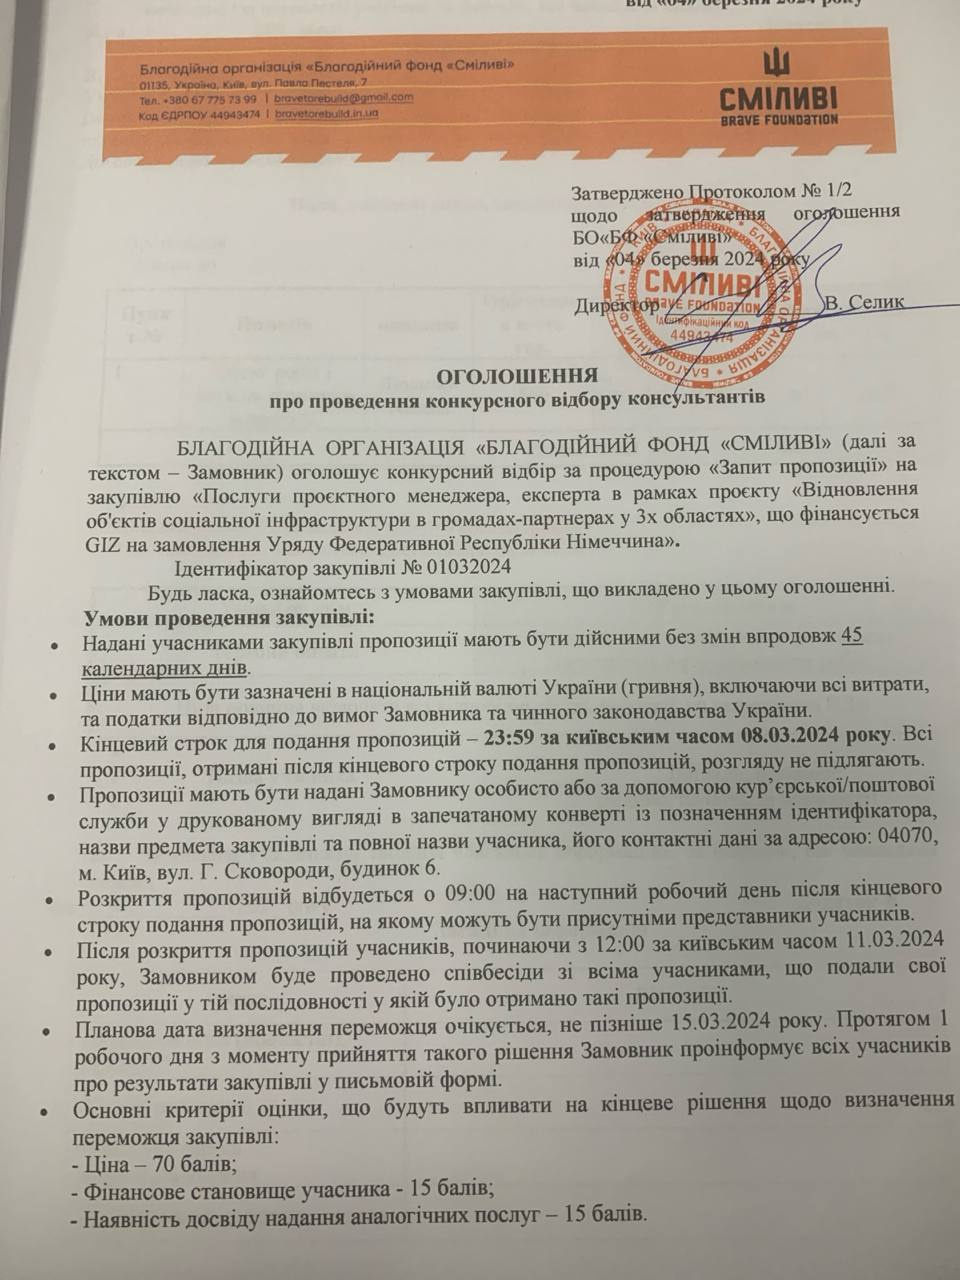 від «04» березня 2024 року
Благодійна організація «Благодійний фонд «Сміливі»
01135, Україна, Київ, вул. Павла Пестеля, 7
Тел. +380 67 775 73 99 | bravetorebuild@gmail.com
Код ЄДРПОУ 44943474 | bravetorebuild.in.ua
СМІЛИВІ
BRAVE FOUNDATION
Затверджено Протоколом № 1/2
щодо затвердження оголошення
БО«БФ «Сміливі»
від «04» березня 2024 року
СМІЛИВІ
BRAVE FOUNDATION
Ідентифікаційний код
44943474
Директор В. Селик
ОГОЛОШЕННЯ
про проведення конкурсного відбору консультантів
БЛАГОДІЙНА ОРГАНІЗАЦІЯ «БЛАГОДІЙНИЙ ФОНД «СМІЛИВІ» (далі за
текстом – Замовник) оголошує конкурсний відбір за процедурою «Запит пропозиції» на
закупівлю «Послуги проєктного менеджера, експерта в рамках проєкту «Відновлення
об'єктів соціальної інфраструктури в громадах-партнерах у 3х областях», що фінансується
GIZ на замовлення Уряду Федеративної Республіки Німеччина».
Ідентифікатор закупівлі № 01032024
Будь ласка, ознайомтесь з умовами закупівлі, що викладено у цьому оголошенні.
Умови проведення закупівлі:
• Надані учасниками закупівлі пропозиції мають бути дійсними без змін впродовж 45
календарних днів.
• Ціни мають бути зазначені в національній валюті України (гривня), включаючи всі витрати,
та податки відповідно до вимог Замовника та чинного законодавства України.
• Кінцевий строк для подання пропозицій – 23:59 за київським часом 08.03.2024 року. Всі
пропозиції, отримані після кінцевого строку подання пропозицій, розгляду не підлягають.
• Пропозиції мають бути надані Замовнику особисто або за допомогою кур’єрської/поштової
служби у друкованому вигляді в запечатаному конверті із позначенням ідентифікатора,
назви предмета закупівлі та повної назви учасника, його контактні дані за адресою: 04070,
м. Київ, вул. Г. Сковороди, будинок 6.
• Розкриття пропозицій відбудеться о 09:00 на наступний робочий день після кінцевого
строку подання пропозицій, на якому можуть бути присутніми представники учасників.
• Після розкриття пропозицій учасників, починаючи з 12:00 за київським часом 11.03.2024
року, Замовником буде проведено співбесіди зі всіма учасниками, що подали свої
пропозиції у тій послідовності у якій було отримано такі пропозиції.
• Планова дата визначення переможця очікується, не пізніше 15.03.2024 року. Протягом 1
робочого дня з моменту прийняття такого рішення Замовник проінформує всіх учасників
про результати закупівлі у письмовій формі.
• Основні критерії оцінки, що будуть впливати на кінцеве рішення щодо визначення
переможця закупівлі:
- Ціна – 70 балів;
- Фінансове становище учасника - 15 балів;
- Наявність досвіду надання аналогічних послуг – 15 балів.